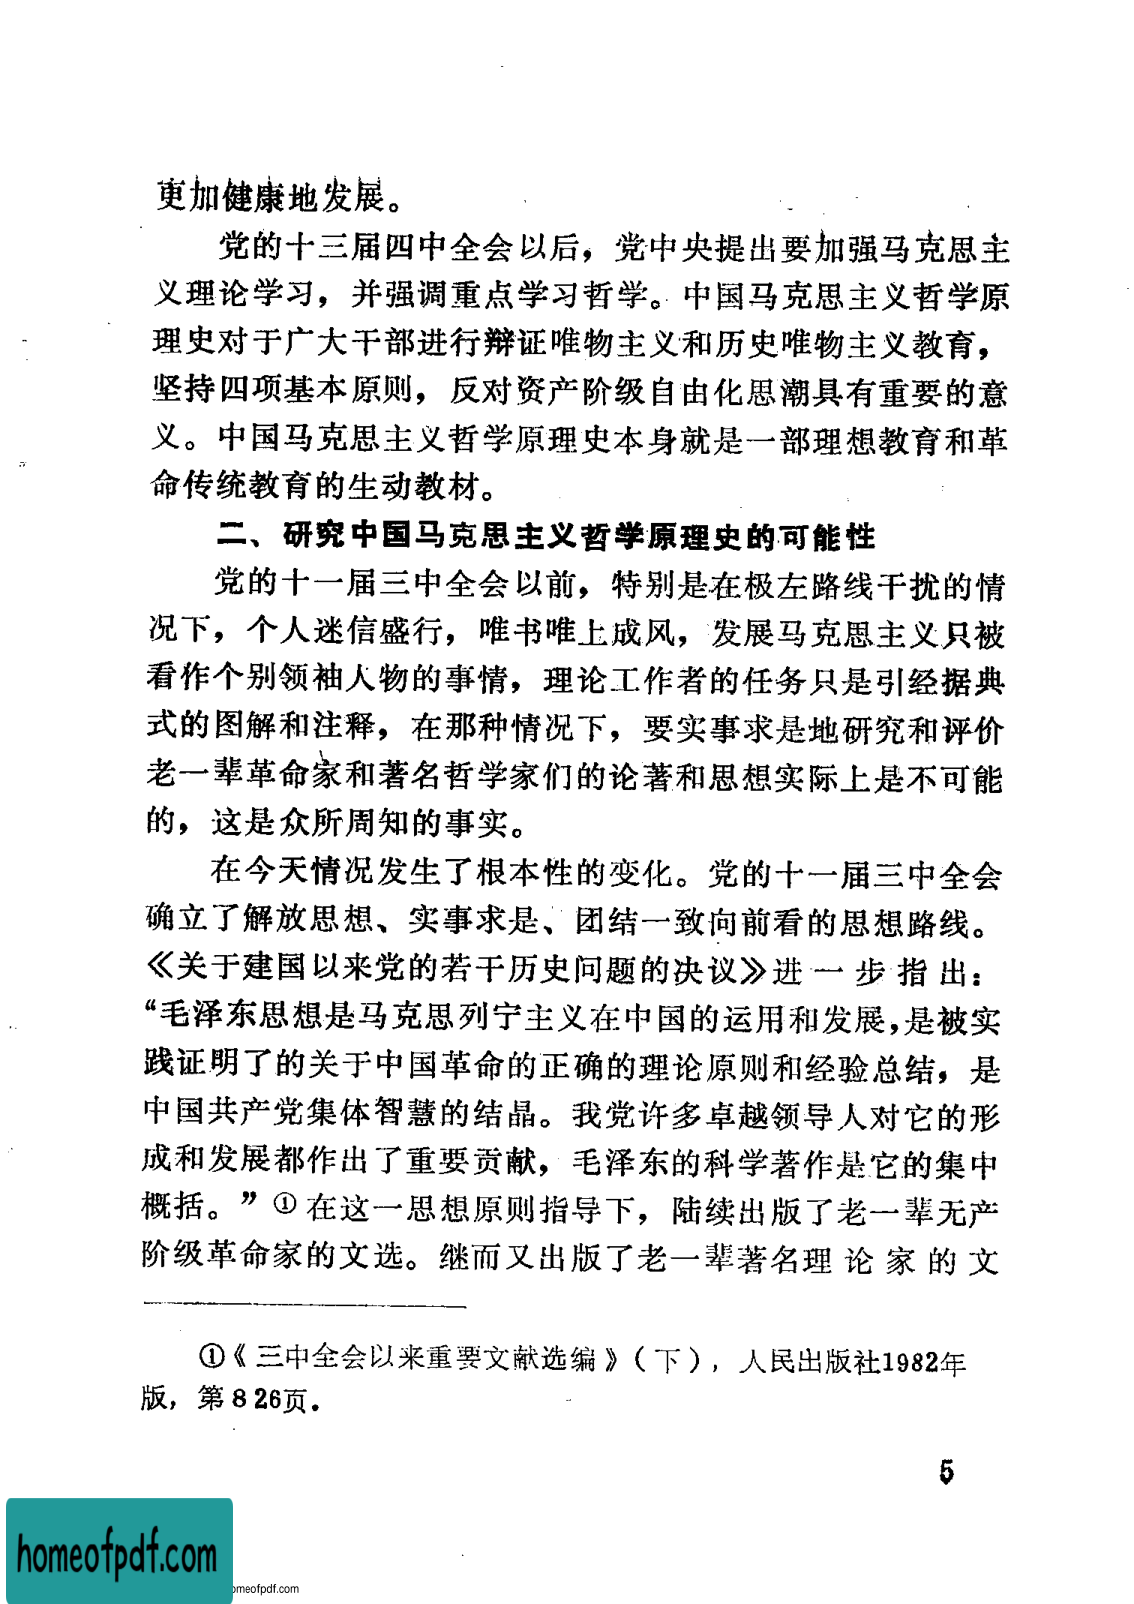 更加健康地发展。
党的十三届四中全会以后，党中央提出要加强马克思主
义理论学习，并强调重点学习哲学。中国马克思主义哲学原
理史对于广大干部进行辩证唯物主义和历史唯物主义教育，
坚持四项基本原则，反对资产阶级自由化思潮具有重要的意
义。中国马克思主义哲学原理史本身就是一部理想教育和革
命传统教育的生动教材。
二、研究中国马克思主义哲学原理史的可能性
党的十一届三中全会以前，特别是在极左路线干扰的情
况下，个人迷信盛行，唯书唯上成风，发展马克思主义只被
看作个别领袖人物的事情，理论工作者的任务只是引经据典
式的图解和注释，在那种情况下，要实事求是地研究和评价
老一辈革命家和著名哲学家们的论著和思想实际上是不可能
的，这是众所周知的事实。
在今天情况发生了根本性的变化。党的十一届三中全会
确立了解放思想、实事求是、团结一致向前看的思想路线。
《关于建国以来党的若干历史问题的决议》进一步指出：
“毛泽东思想是马克思列宁主义在中国的运用和发展，是被实
践证明了的关于中国革命的正确的理论原则和经验总结，是
中国共产党集体智慧的结晶。我党许多卓越领导人对它的形
成和发展都作出了重要贡献，毛泽东的科学著作是它的集中
概括。”①在这一思想原则指导下，陆续出版了老一辈无产
阶级革命家的文选。继而又出版了老一辈著名理论家的文
①《三中全会以来重要文献选编》（下），人民出版社1982年
版，第826页．
5
homeofpdf.com
omeofpdf.com